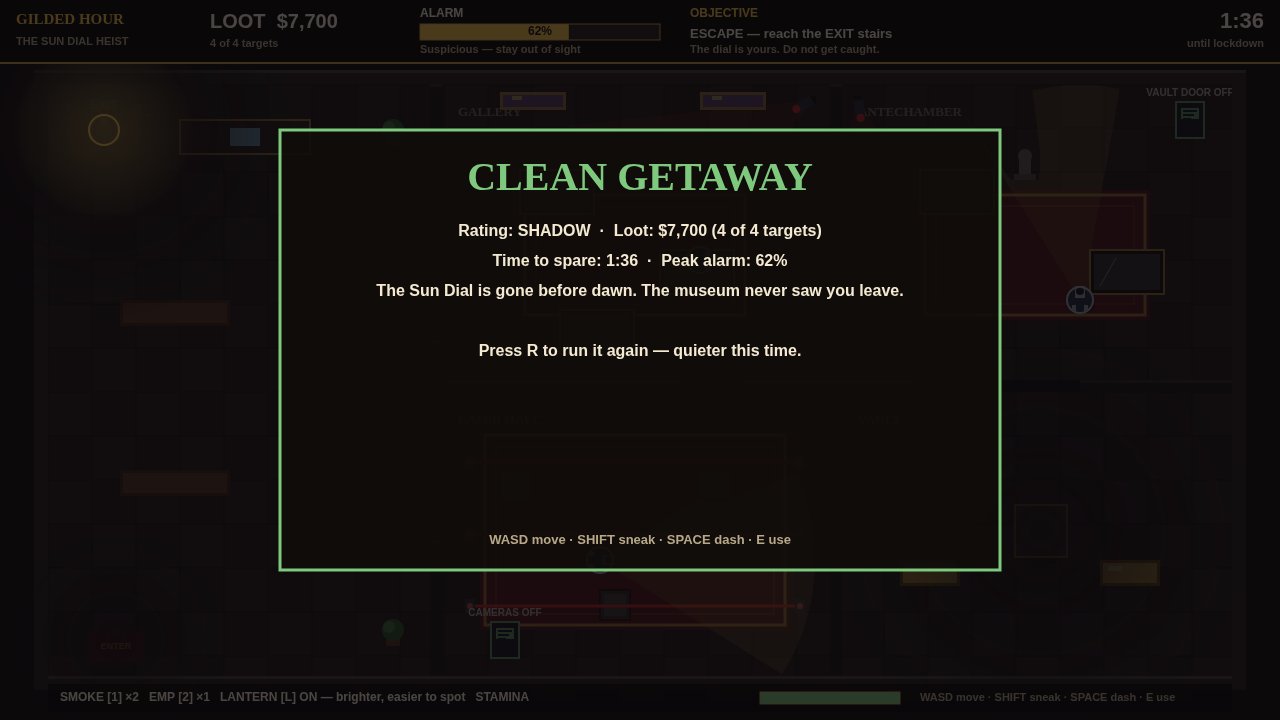 GILDED HOUR
THE SUN DIAL HEIST
LOOT $7,700
4 of 4 targets
ALARM
62%
Suspicious — stay out of sight
OBJECTIVE
ESCAPE — reach the EXIT stairs
The dial is yours. Do not get caught.
1:36
until lockdown
GALLERY
ANTECHAMBER
VAULT DOOR OFF
CLEAN GETAWAY
Rating: SHADOW · Loot: $7,700 (4 of 4 targets)
Time to spare: 1:36 · Peak alarm: 62%
The Sun Dial is gone before dawn. The museum never saw you leave.
Press R to run it again — quieter this time.
WASD move · SHIFT sneak · SPACE dash · E use
CAMERAS OFF
ENTER
SMOKE [1] ×2 EMP [2] ×1 LANTERN [L] ON — brighter, easier to spot STAMINA
WASD move · SHIFT sneak · SPACE dash · E use